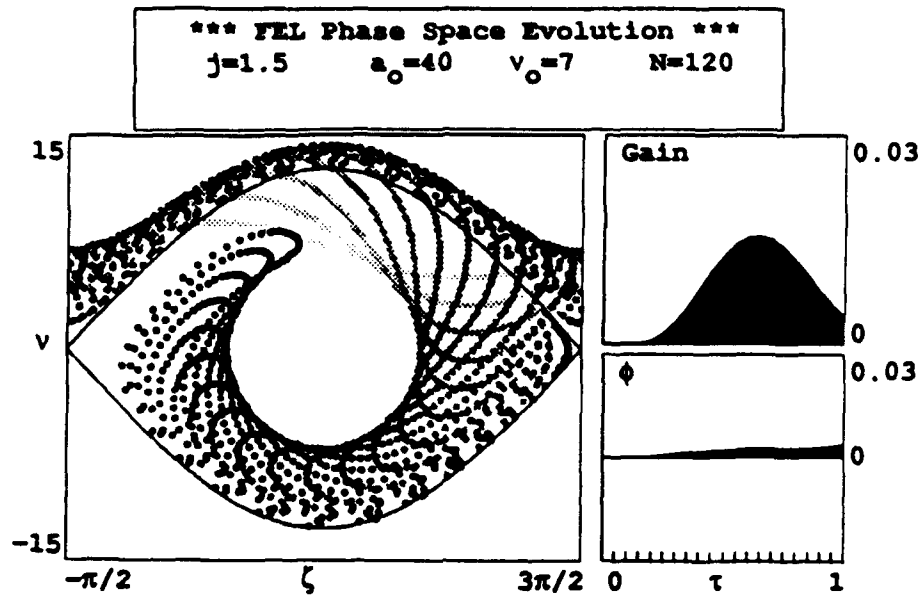 *** FEL Phase Space Evolution ***
j=1.5 a₀=40 ν₀=7 N=120
15
ν
-15
-π/2 ζ 3π/2
Gain
0.03
0
ϕ
0.03
0
0 τ 1